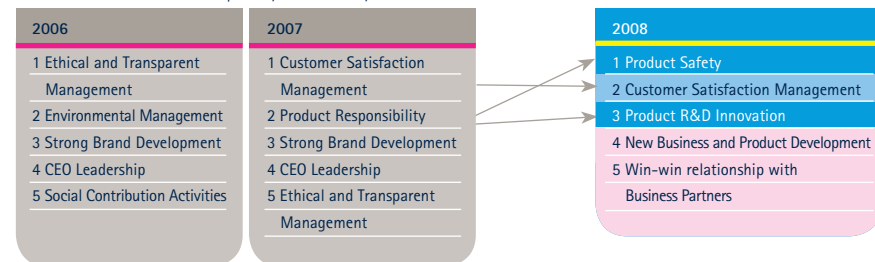 2006
1 Ethical and Transparent
Management
2 Environmental Management
3 Strong Brand Development
4 CEO Leadership
5 Social Contribution Activities
2007
1 Customer Satisfaction
Management
2 Product Responsibility
3 Strong Brand Development
4 CEO Leadership
5 Ethical and Transparent
Management
2008
1 Product Safety
2 Customer Satisfaction Management
3 Product R&D Innovation
4 New Business and Product Development
5 Win-win relationship with
Business Partners